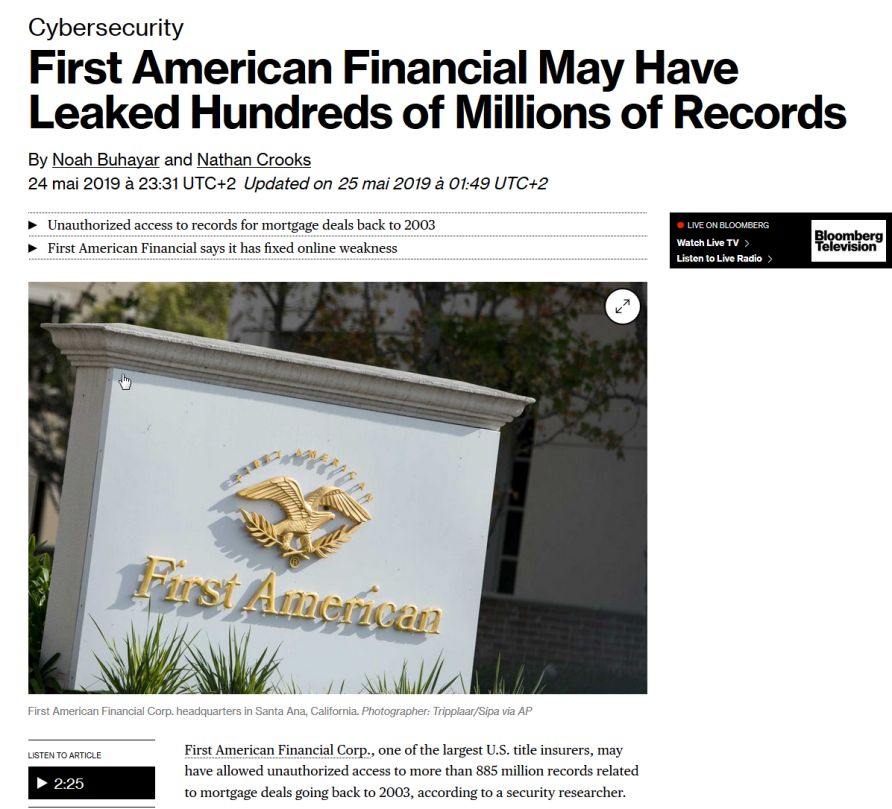 Cybersecurity
First American Financial May Have
Leaked Hundreds of Millions of Records
By Noah Buhayar and Nathan Crooks
24 mai 2019 à 23:31 UTC+2 Updated on 25 mai 2019 à 01:49 UTC+2
▶ Unauthorized access to records for mortgage deals back to 2003
▶ First American Financial says it has fixed online weakness
LIVE ON BLOOMBERG
Watch Live TV >
Listen to Live Radio >
Bloomberg
Television
FIRST AMERICAN
First American
First American Financial Corp. headquarters in Santa Ana, California. Photographer: Tripplaar/Sipa via AP
LISTEN TO ARTICLE
▶ 2:25
First American Financial Corp., one of the largest U.S. title insurers, may
have allowed unauthorized access to more than 885 million records related
to mortgage deals going back to 2003, according to a security researcher.